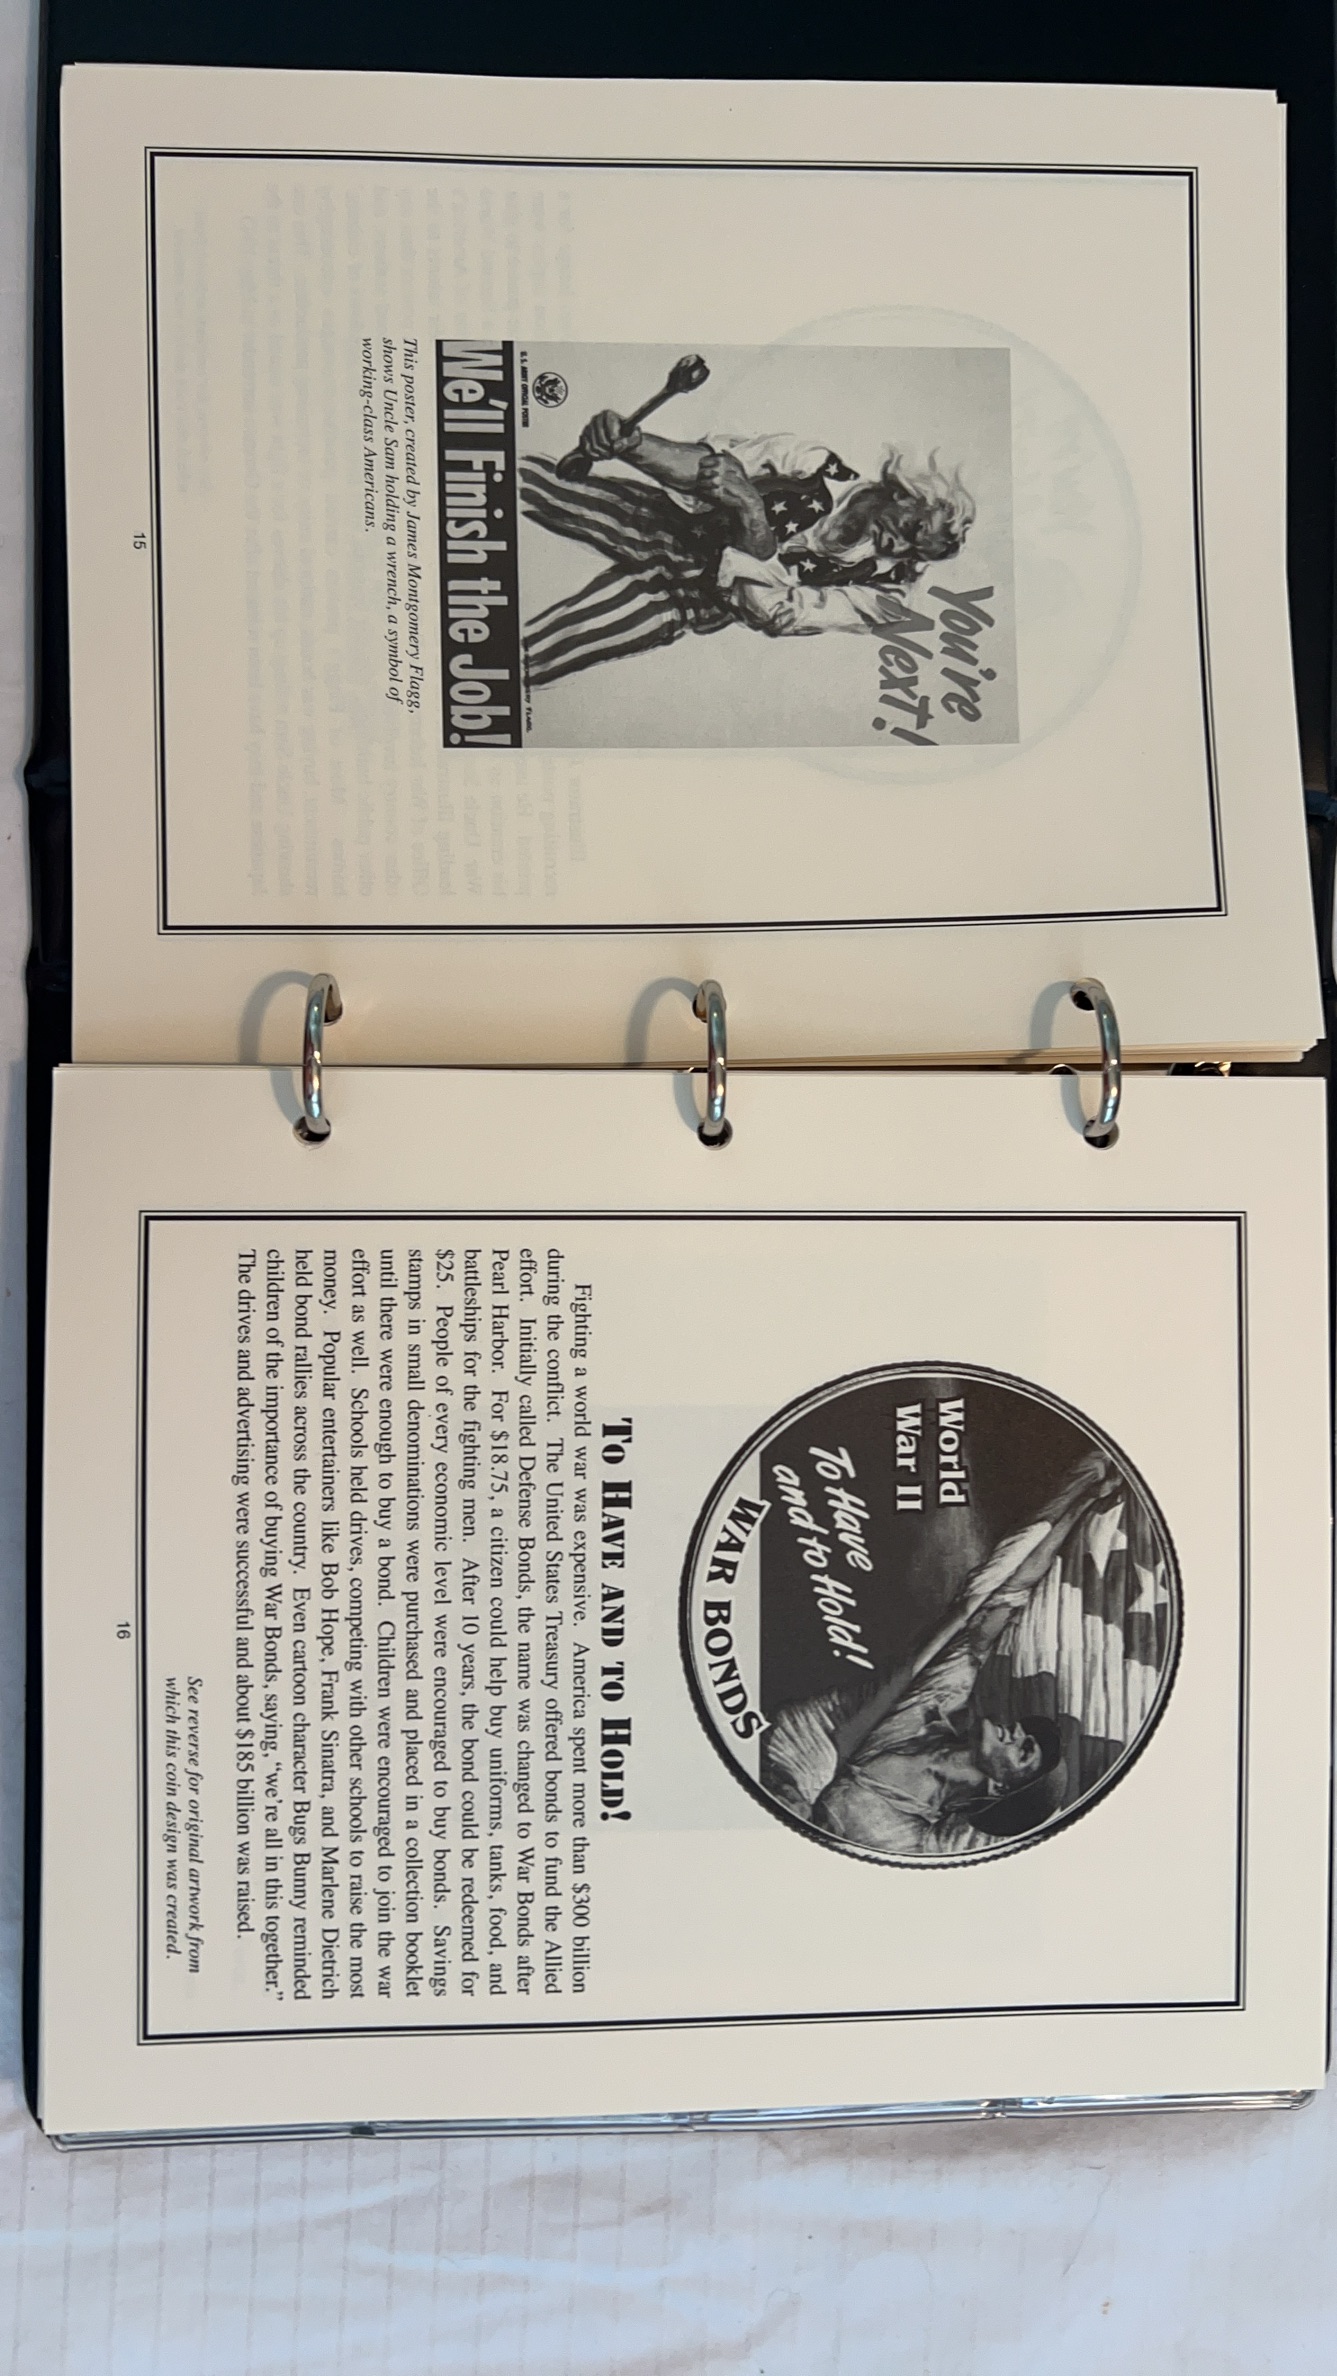 You're
Next!
U.S. ARMY OFFICIAL POSTER
We'll Finish the Job!
This poster, created by James Montgomery Flagg,
shows Uncle Sam holding a wrench, a symbol of
working-class Americans.
15
World
War II
To Have
and to Hold!
WAR BONDS
TO HAVE AND TO HOLD!
Fighting a world war was expensive. America spent more than $300 billion
during the conflict. The United States Treasury offered bonds to fund the Allied
effort. Initially called Defense Bonds, the name was changed to War Bonds after
Pearl Harbor. For $18.75, a citizen could help buy uniforms, tanks, food, and
battleships for the fighting men. After 10 years, the bond could be redeemed for
$25. People of every economic level were encouraged to buy bonds. Savings
stamps in small denominations were purchased and placed in a collection booklet
until there were enough to buy a bond. Children were encouraged to join the war
effort as well. Schools held drives, competing with other schools to raise the most
money. Popular entertainers like Bob Hope, Frank Sinatra, and Marlene Dietrich
held bond rallies across the country. Even cartoon character Bugs Bunny reminded
children of the importance of buying War Bonds, saying, “we’re all in this together.”
The drives and advertising were successful and about $185 billion was raised.
See reverse for original artwork from
which this coin design was created.
16